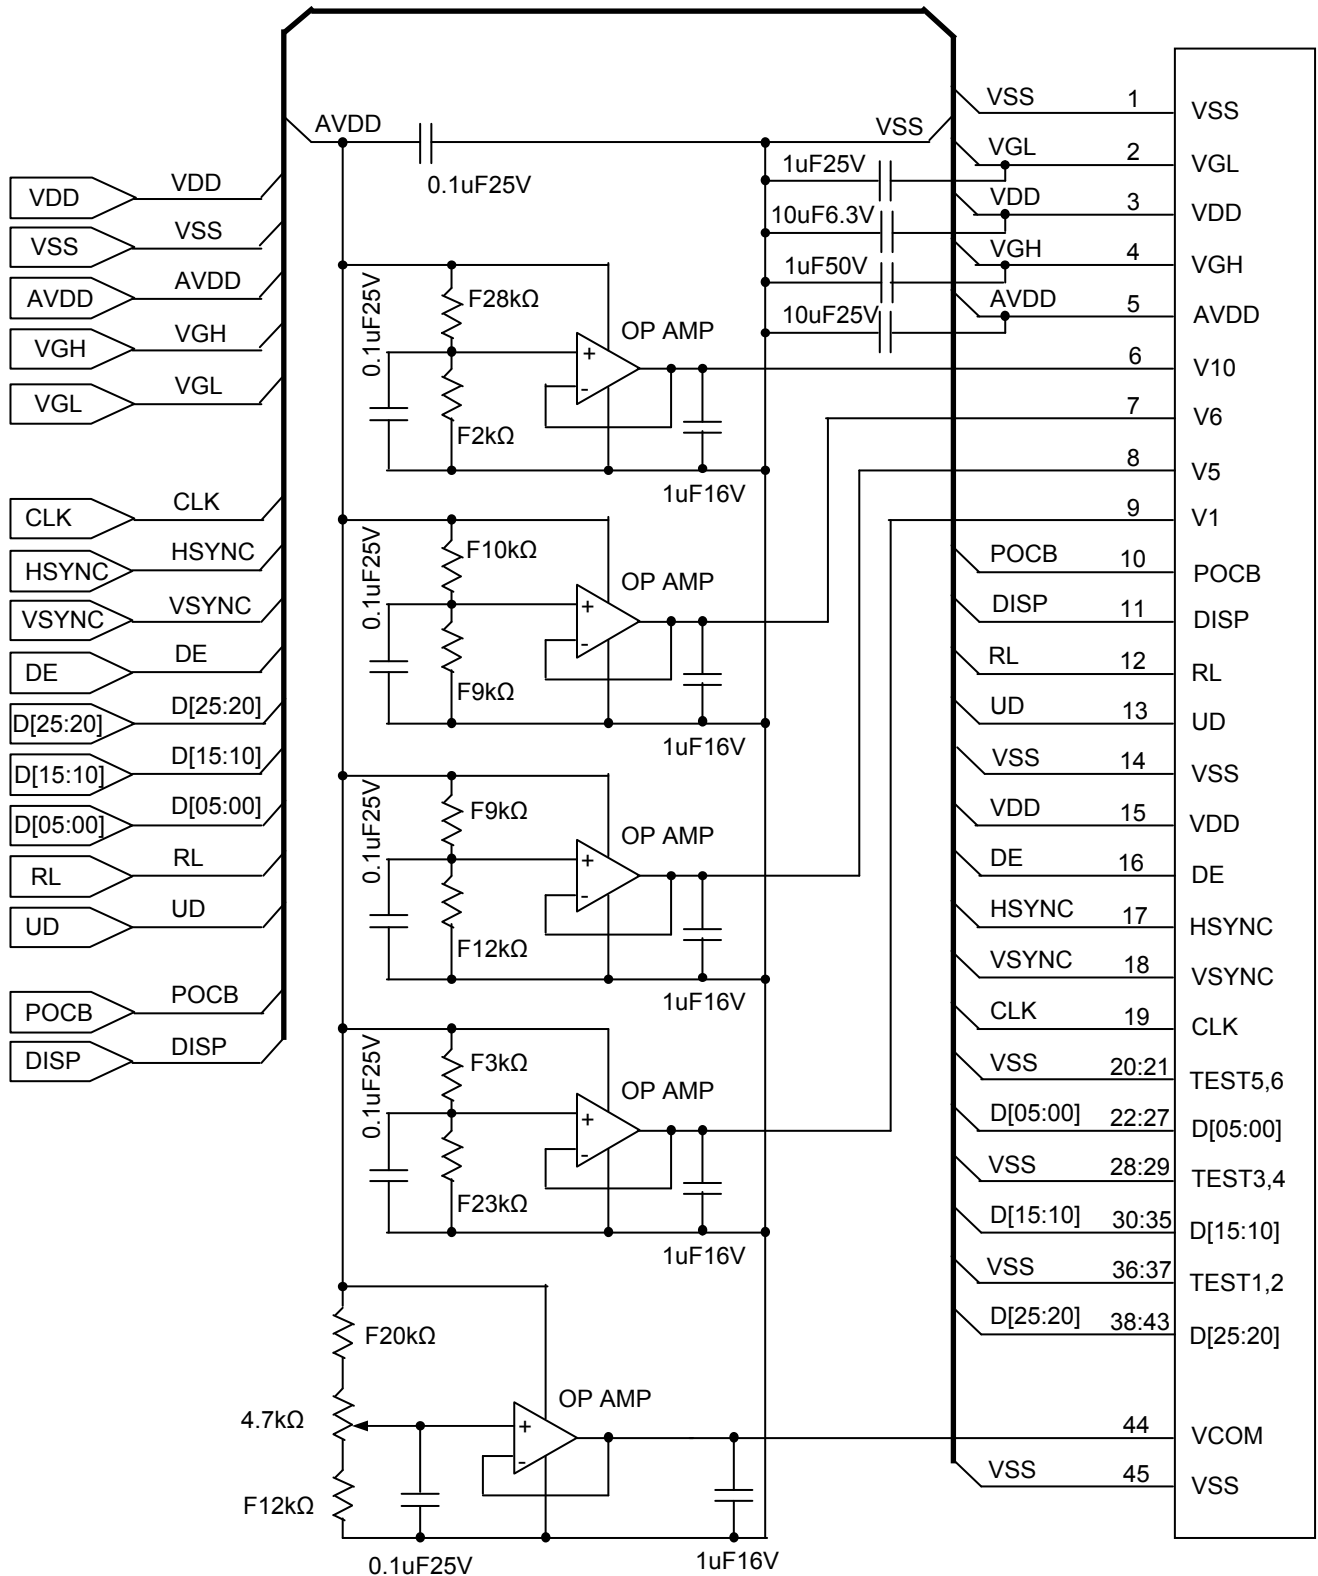 AVDD
0.1uF25V
VSS
VDD
VDD
VSS
VSS
AVDD
AVDD
VGH
VGH
VGL
VGL
CLK
CLK
HSYNC
HSYNC
VSYNC
VSYNC
DE
DE
D[25:20]
D[25:20]
D[15:10]
D[15:10]
D[05:00]
D[05:00]
RL
RL
UD
UD
POCB
POCB
DISP
DISP
0.1uF25V
F28kΩ
F2kΩ
OP AMP
+
-
1uF16V
0.1uF25V
F10kΩ
F9kΩ
OP AMP
+
-
1uF16V
0.1uF25V
F9kΩ
F12kΩ
OP AMP
+
-
1uF16V
0.1uF25V
F3kΩ
F23kΩ
OP AMP
+
-
1uF16V
F20kΩ
4.7kΩ
F12kΩ
0.1uF25V
OP AMP
+
-
1uF16V
1uF25V
10uF6.3V
1uF50V
10uF25V
VSS 1 VSS
VGL 2 VGL
VDD 3 VDD
VGH 4 VGH
AVDD 5 AVDD
6 V10
7 V6
8 V5
9 V1
POCB 10 POCB
DISP 11 DISP
RL 12 RL
UD 13 UD
VSS 14 VSS
VDD 15 VDD
DE 16 DE
HSYNC 17 HSYNC
VSYNC 18 VSYNC
CLK 19 CLK
VSS 20:21 TEST5,6
D[05:00] 22:27 D[05:00]
VSS 28:29 TEST3,4
D[15:10] 30:35 D[15:10]
VSS 36:37 TEST1,2
D[25:20] 38:43 D[25:20]
44 VCOM
VSS 45 VSS